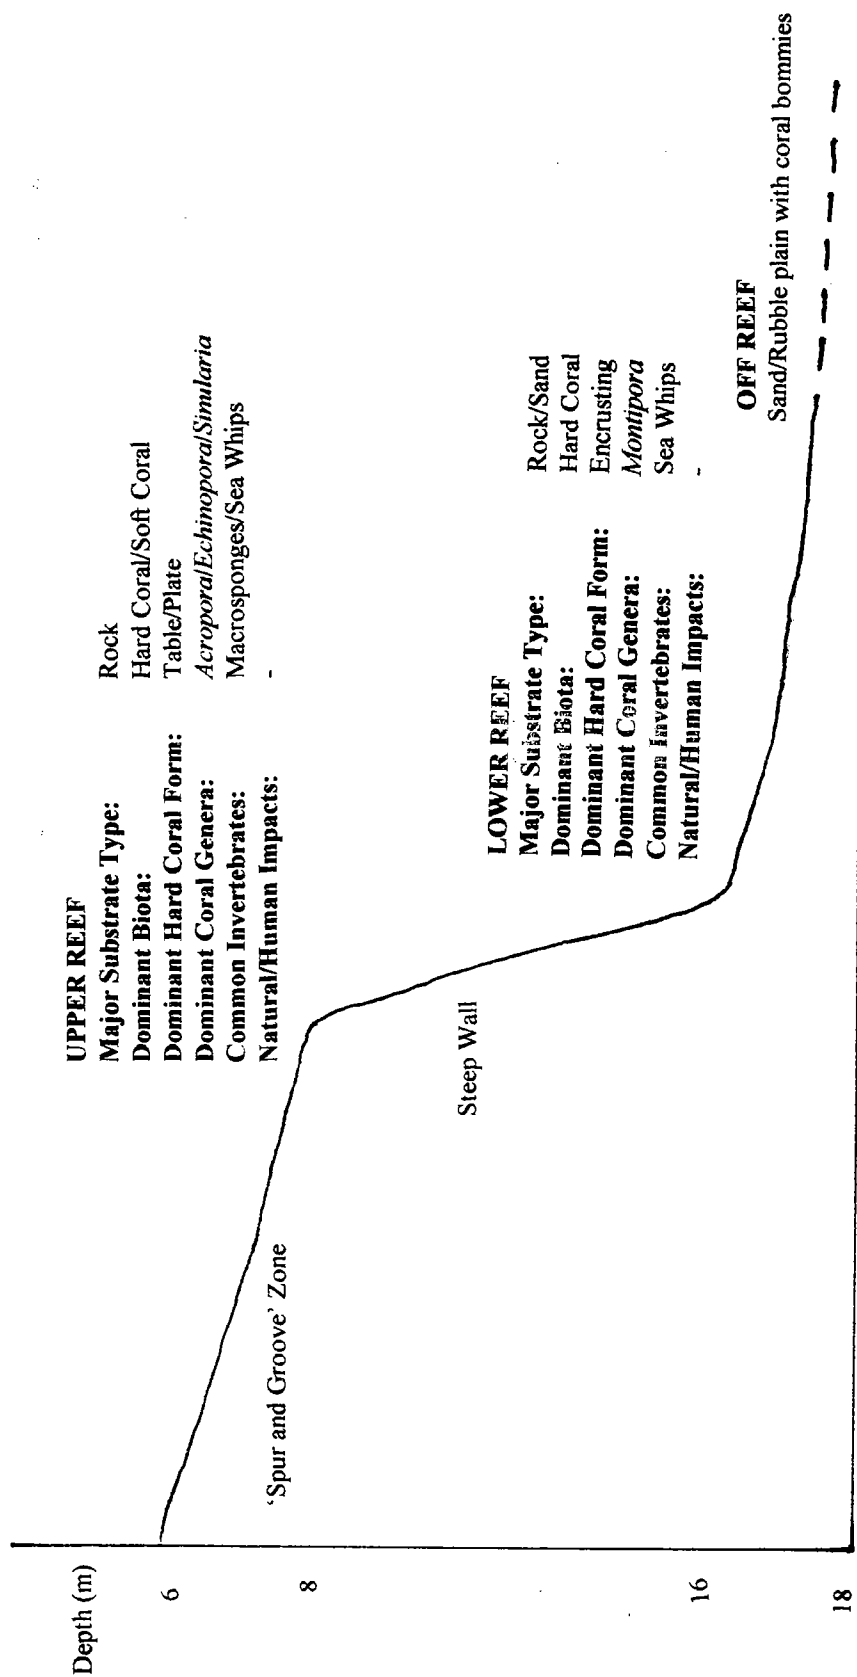 Depth (m)
6
8
16
18
UPPER REEF
Major Substrate Type: Rock
Dominant Biota: Hard Coral/Soft Coral
Dominant Hard Coral Form: Table/Plate
Dominant Coral Genera: Acropora/Echinopora/Sinularia
Common Invertebrates: Macrosponges/Sea Whips
Natural/Human Impacts: -
'Spur and Groove' Zone
Steep Wall
LOWER REEF
Major Substrate Type: Rock/Sand
Dominant Biota: Hard Coral
Dominant Hard Coral Form: Encrusting
Dominant Coral Genera: Montipora
Common Invertebrates: Sea Whips
Natural/Human Impacts: -
OFF REEF
Sand/Rubble plain with coral bommies